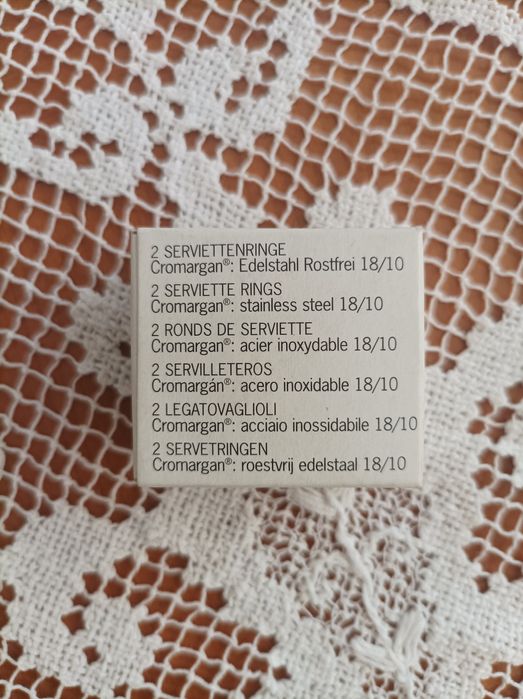 2 SERVIETTENRINGE
Cromargan®: Edelstahl Rostfrei 18/10
2 SERVIETTE RINGS
Cromargan®: stainless steel 18/10
2 RONDS DE SERVIETTE
Cromargan®: acier inoxydable 18/10
2 SERVILLETEROS
Cromargán®: acero inoxidable 18/10
2 LEGATOVAGLIOLI
Cromargan®: acciaio inossidabile 18/10
2 SERVETRINGEN
Cromargan®: roestvrij edelstaal 18/10